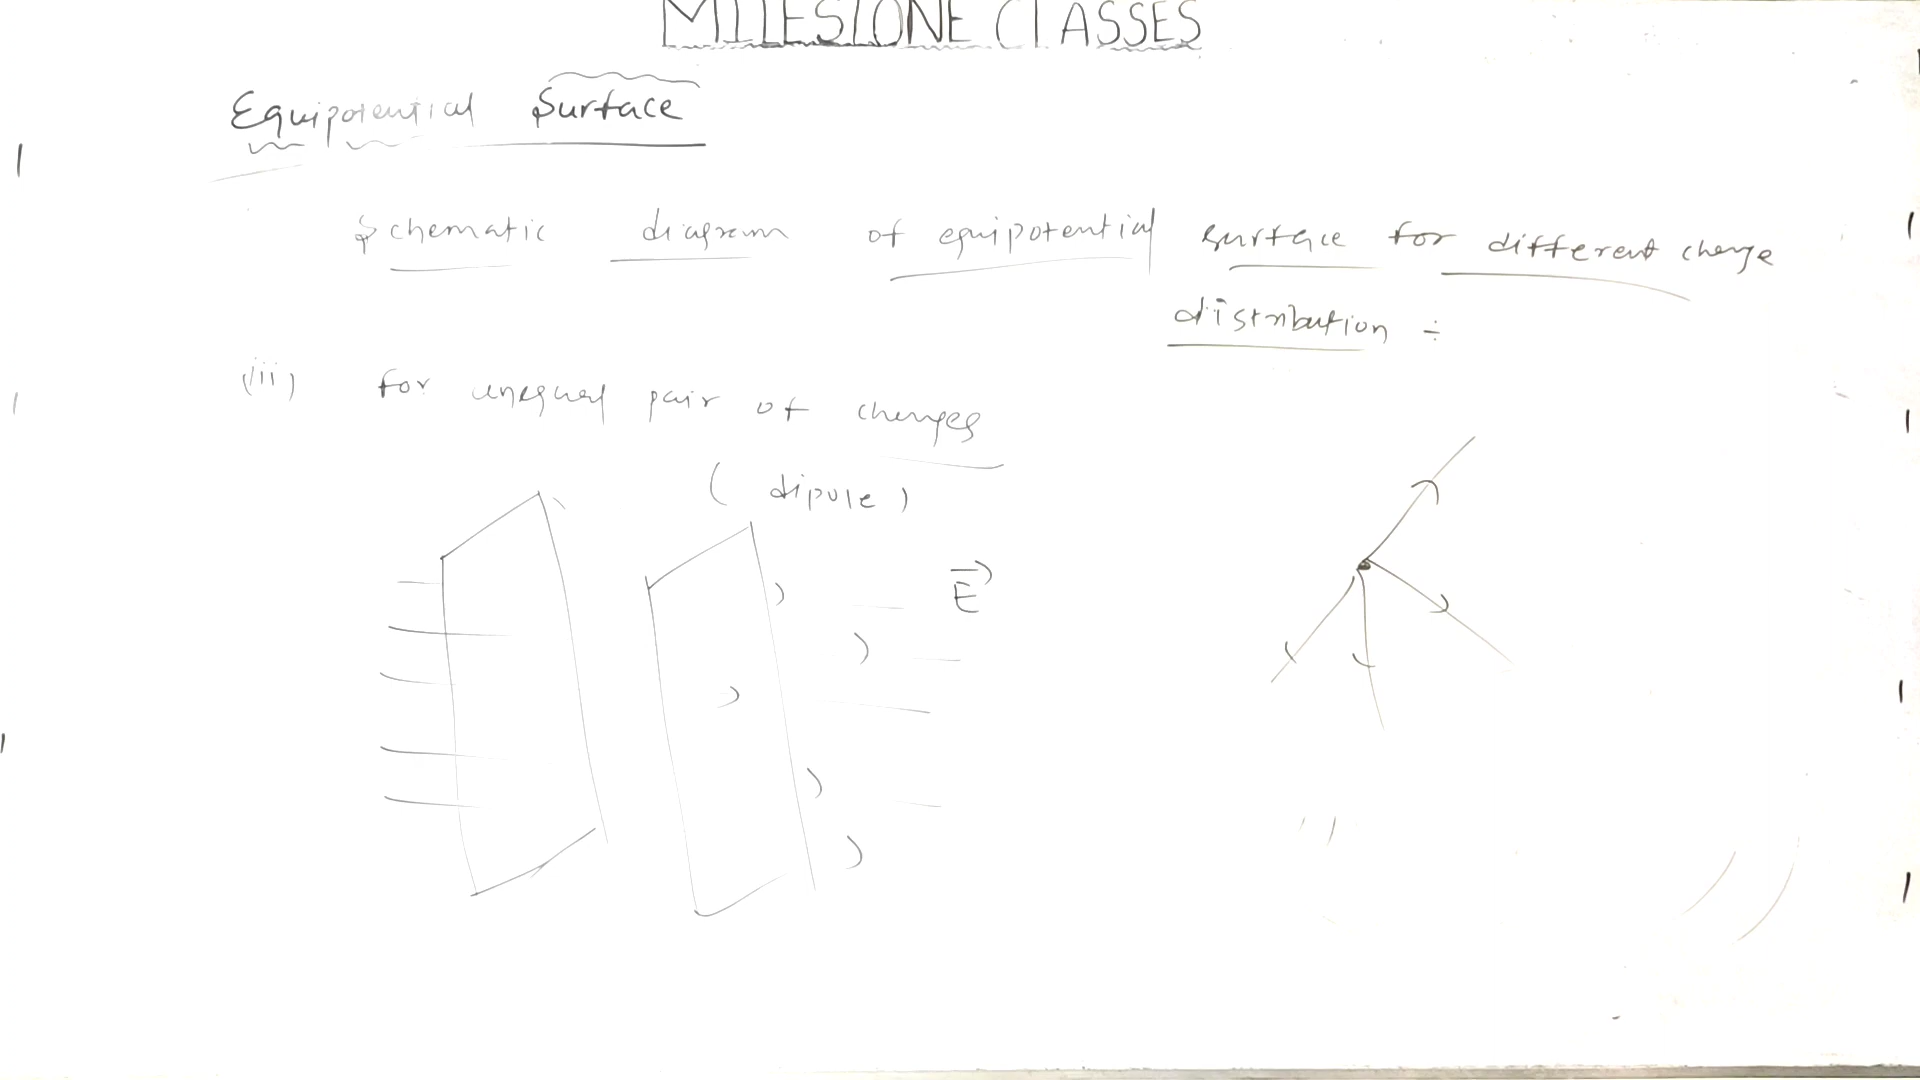 MILESTONE CLASSES
Equipotential Surface
Schematic diagram of equipotential surface for different charge
distribution ÷
(iii) for unequal pair of charges
(dipole)
E